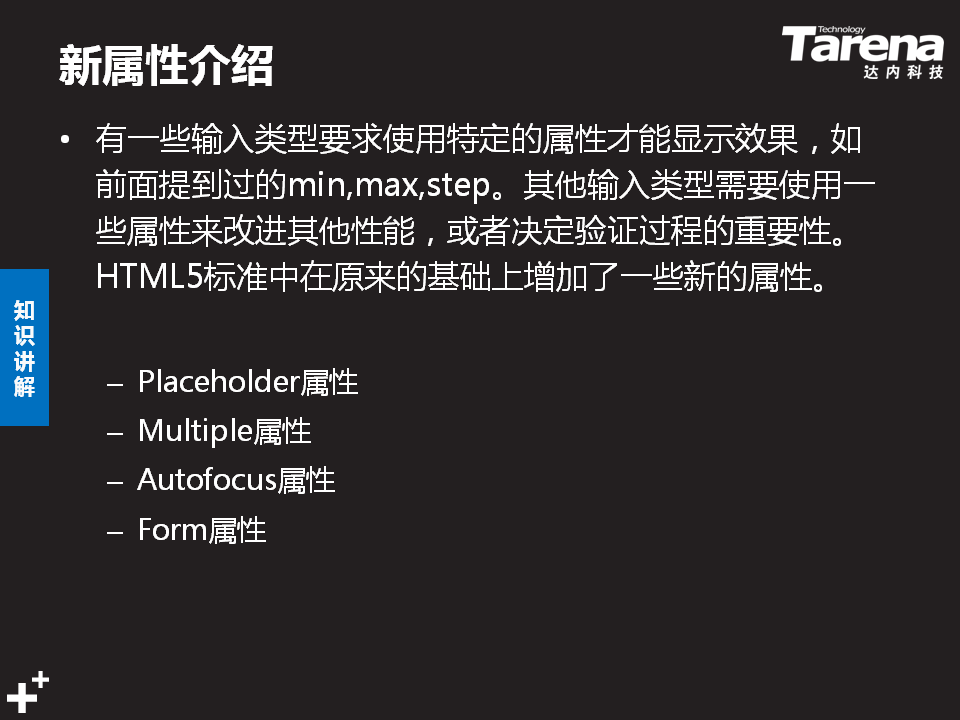 新属性介绍
Technology
Tarena
达内科技
• 有一些输入类型要求使用特定的属性才能显示效果，如
前面提到过的min,max,step。其他输入类型需要使用一
些属性来改进其他性能，或者决定验证过程的重要性。
HTML5标准中在原来的基础上增加了一些新的属性。
知识讲解
– Placeholder属性
– Multiple属性
– Autofocus属性
– Form属性